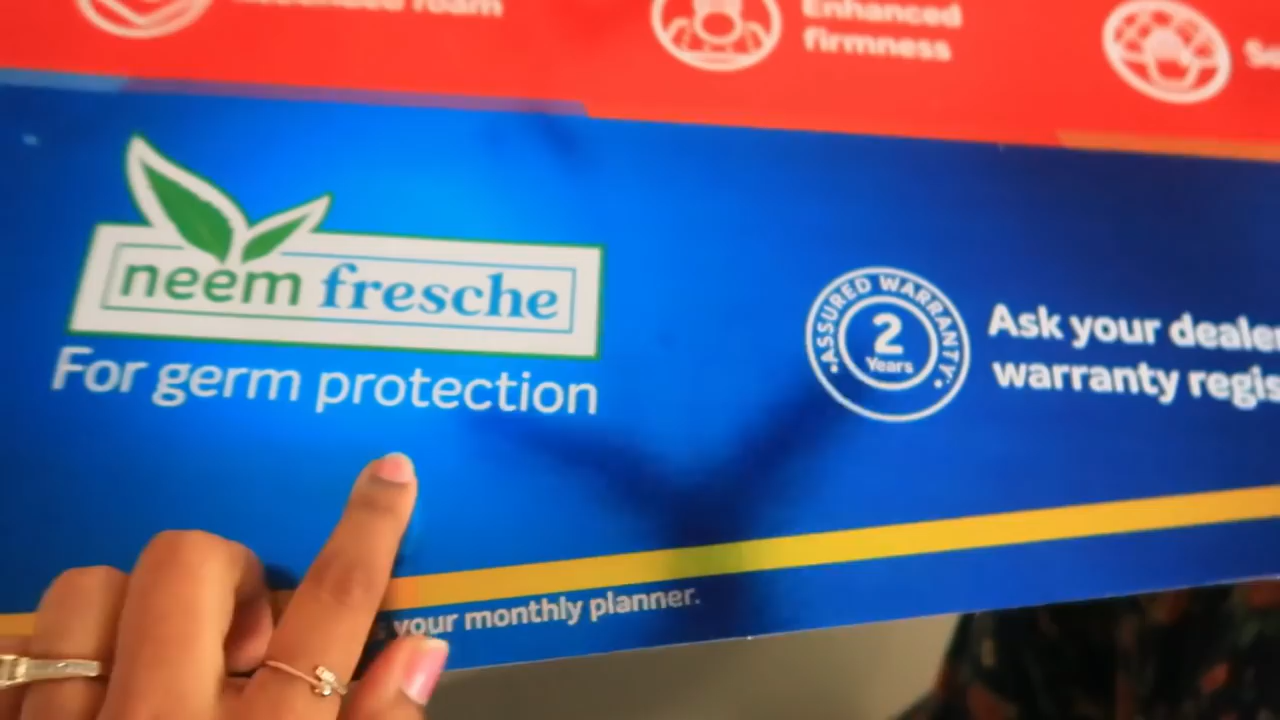 foam
Enhanced
firmness
neem fresche
For germ protection
ASSURED WARRANTY
2
Years
Ask your dealer
warranty regis
your monthly planner.